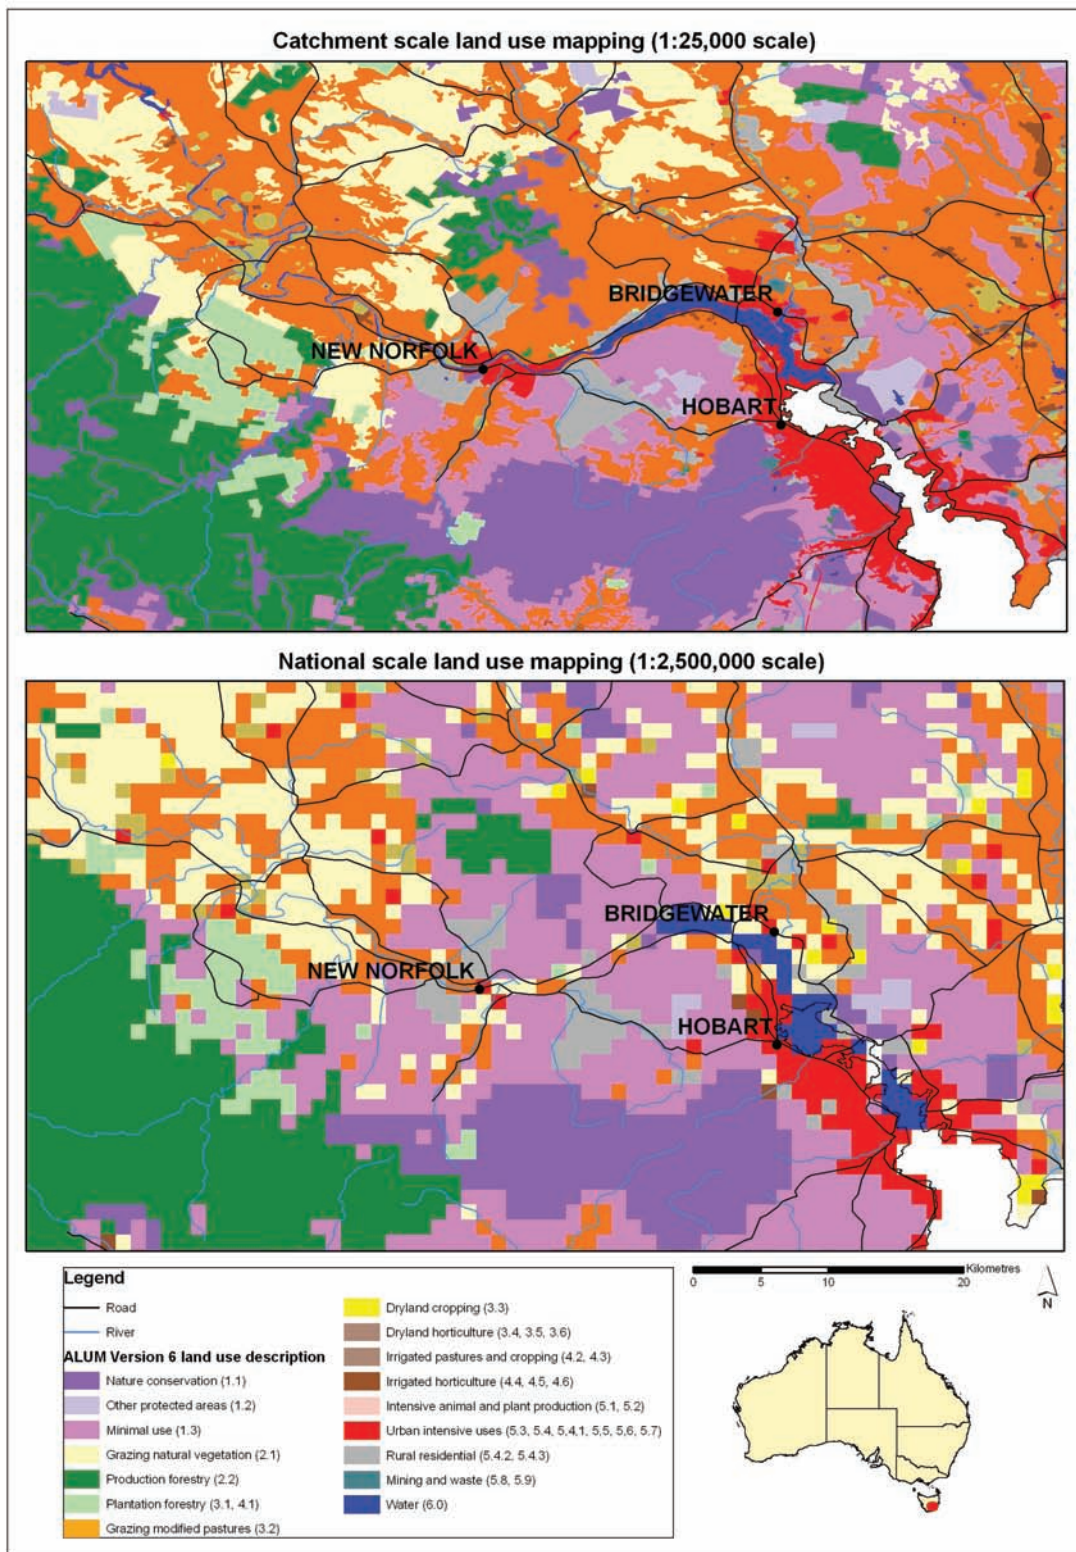 Catchment scale land use mapping (1:25,000 scale)
BRIDGEWATER
NEW NORFOLK
HOBART
National scale land use mapping (1:2,500,000 scale)
BRIDGEWATER
NEW NORFOLK
HOBART
Legend
Road
River
ALUM Version 6 land use description
Nature conservation (1.1)
Other protected areas (1.2)
Minimal use (1.3)
Grazing natural vegetation (2.1)
Production forestry (2.2)
Plantation forestry (3.1, 4.1)
Grazing modified pastures (3.2)
Dryland cropping (3.3)
Dryland horticulture (3.4, 3.5, 3.6)
Irrigated pastures and cropping (4.2, 4.3)
Irrigated horticulture (4.4, 4.5, 4.6)
Intensive animal and plant production (5.1, 5.2)
Urban intensive uses (5.3, 5.4, 5.4.1, 5.5, 5.6, 5.7)
Rural residential (5.4.2, 5.4.3)
Mining and waste (5.8, 5.9)
Water (6.0)
Kilometres
0 5 10 20
N